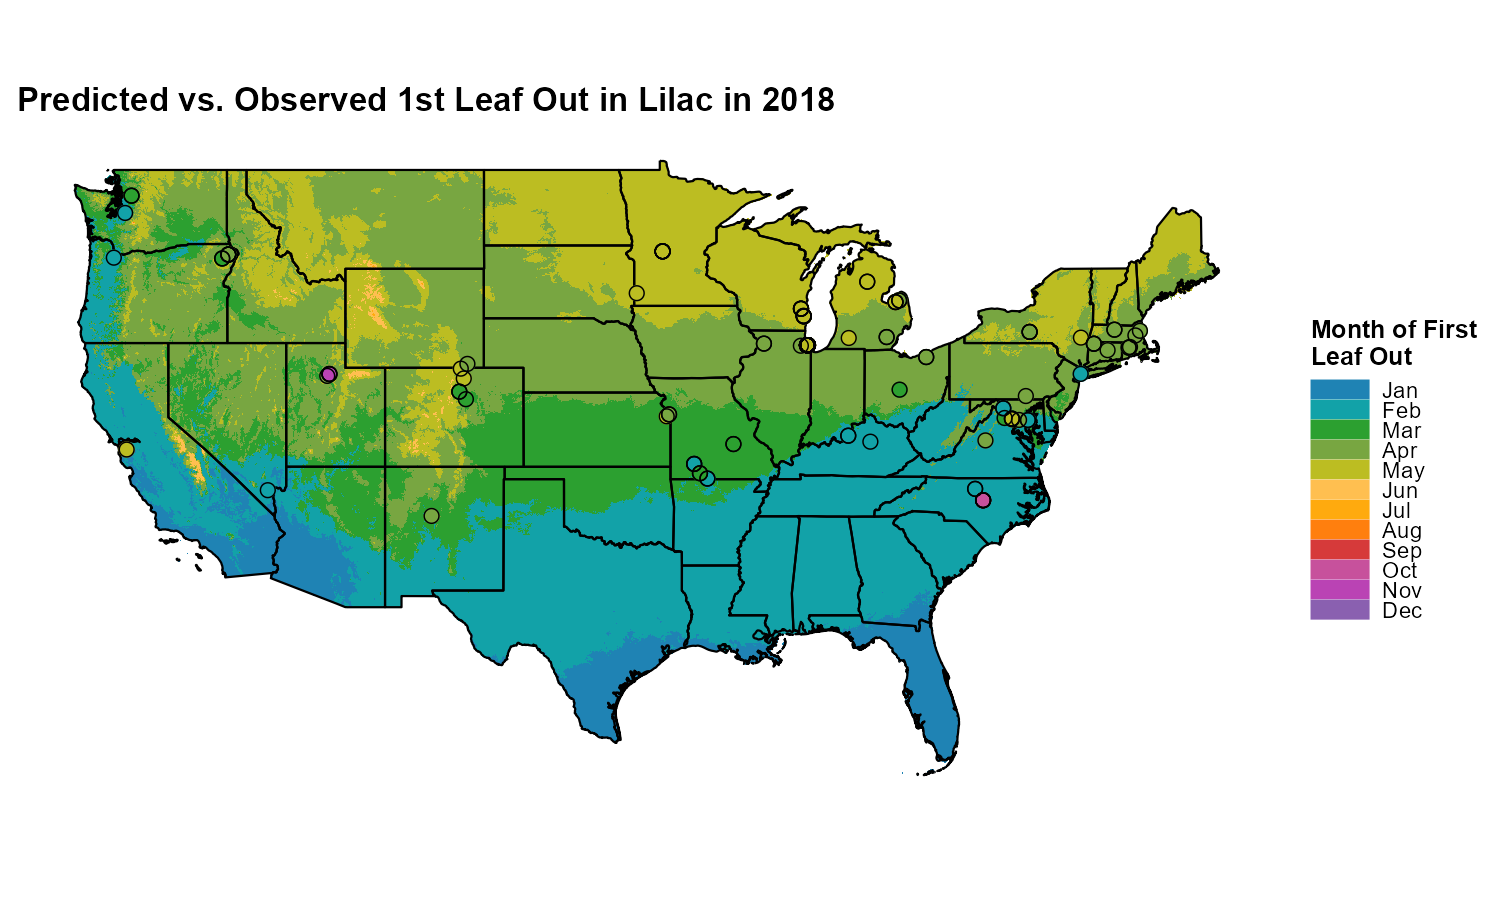 Predicted vs. Observed 1st Leaf Out in Lilac in 2018
Month of First
Leaf Out
Jan
Feb
Mar
Apr
May
Jun
Jul
Aug
Sep
Oct
Nov
Dec